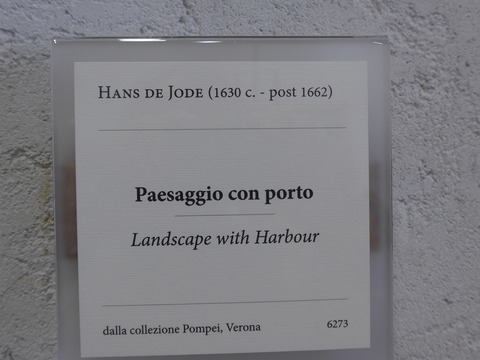 HANS DE JODE (1630 c. - post 1662)
Paesaggio con porto
Landscape with Harbour
dalla collezione Pompei, Verona
6273